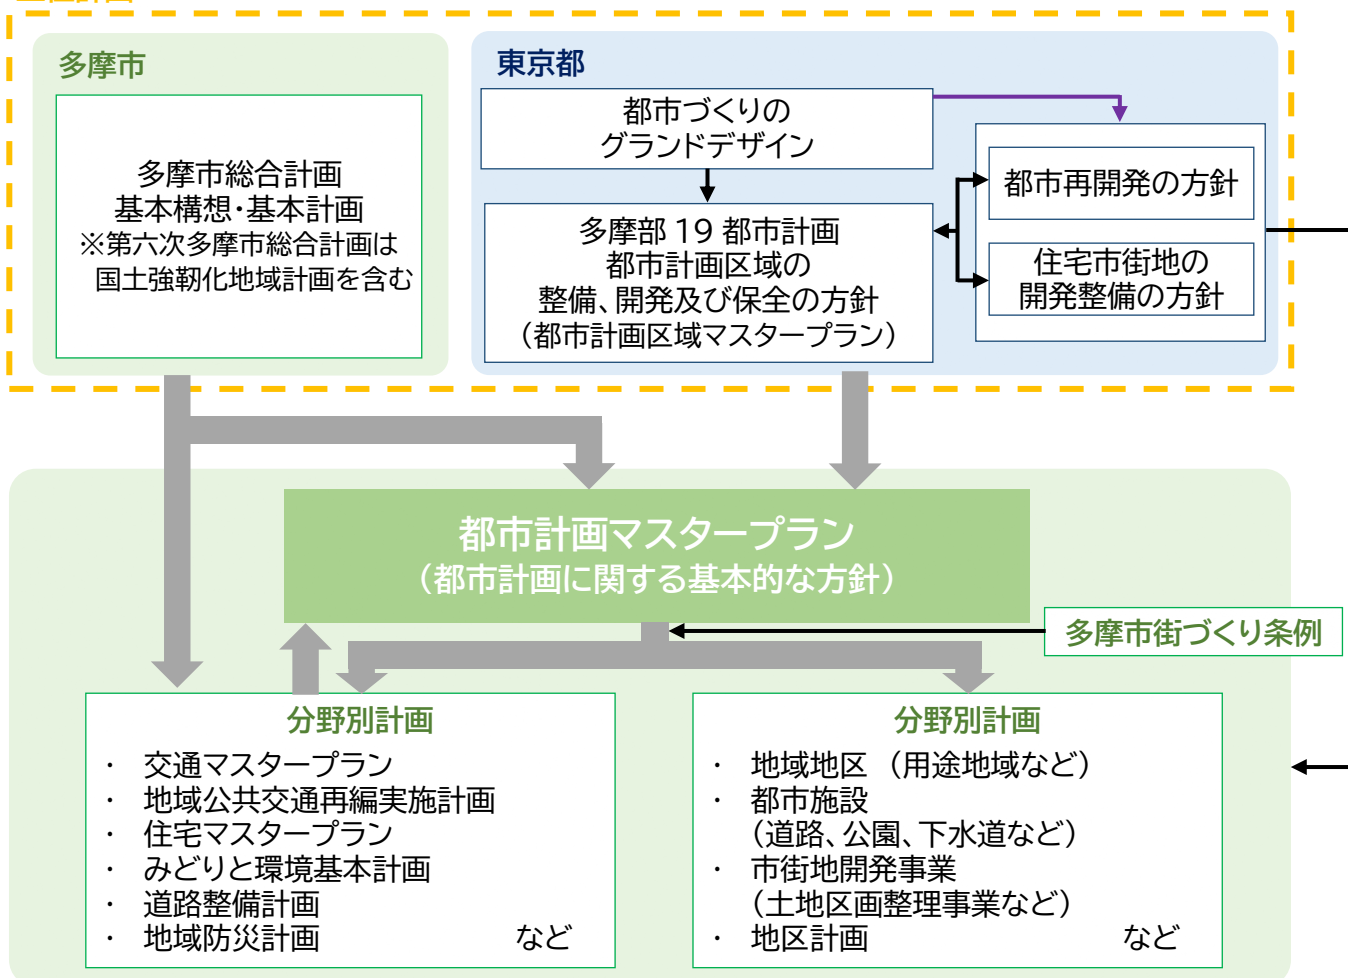 多摩市
多摩市総合計画
基本構想・基本計画
※第六次多摩市総合計画は
国土強靭化地域計画を含む
東京都
都市づくりの
グランドデザイン
多摩部 19 都市計画
都市計画区域の
整備、開発及び保全の方針
（都市計画区域マスタープラン）
都市再開発の方針
住宅市街地の
開発整備の方針
都市計画マスタープラン
（都市計画に関する基本的な方針）
多摩市街づくり条例
分野別計画
・ 交通マスタープラン
・ 地域公共交通再編実施計画
・ 住宅マスタープラン
・ みどりと環境基本計画
・ 道路整備計画
・ 地域防災計画 など
分野別計画
・ 地域地区 （用途地域など）
・ 都市施設
（道路、公園、下水道など）
・ 市街地開発事業
（土地区画整理事業など）
・ 地区計画 など